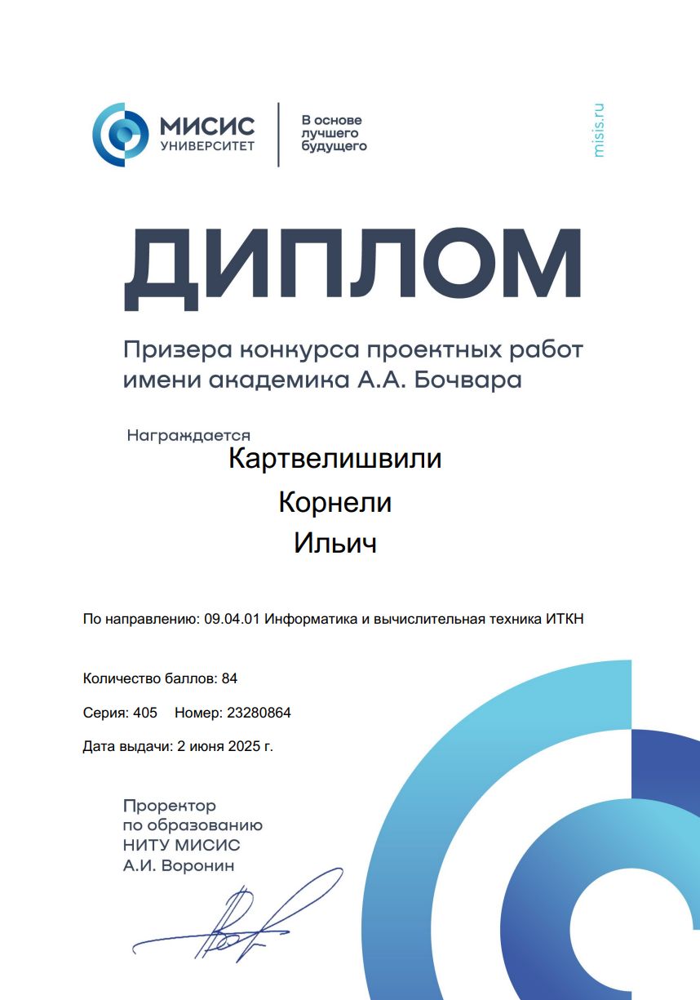 МИСИС
УНИВЕРСИТЕТ
В основе
лучшего
будущего
misis.ru
ДИПЛОМ
Призера конкурса проектных работ
имени академика А.А. Бочвара
Награждается
Картвелишвили
Корнели
Ильич
По направлению: 09.04.01 Информатика и вычислительная техника ИТКН
Количество баллов: 84
Серия: 405 Номер: 23280864
Дата выдачи: 2 июня 2025 г.
Проректор
по образованию
НИТУ МИСИС
А.И. Воронин